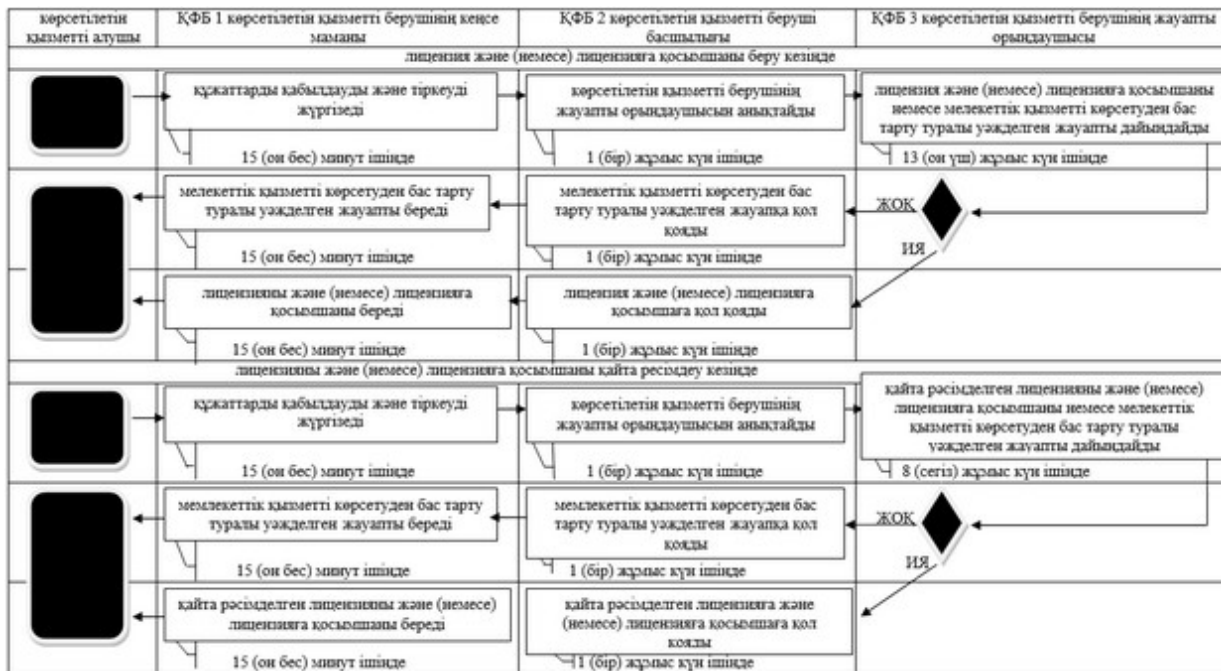 көрсетілетін
қызметті алушы
ҚФБ 1 көрсетілетін қызметті берушінің кеңсе
маманы
ҚФБ 2 көрсетілетін қызметті беруші
басшылығы
ҚФБ 3 көрсетілетін қызметті берушінің жауапты
орындаушысы
лицензия және (немесе) лицензияға қосымшаны беру кезінде
құжаттарды қабылдауды және тіркеуді
жүргізеді
15 (он бес) минут ішінде
көрсетілетін қызметті берушінің
жауапты орындаушысын анықтайды
1 (бір) жұмыс күн ішінде
лицензия және (немесе) лицензияға қосымшаны
немесе мелекеттік қызметті көрсетуден бас
тарту туралы уәжделген жауапты дайындайды
13 (он үш) жұмыс күн ішінде
мелекеттік қызметті көрсетуден бас тарту
туралы уәжделген жауапты береді
15 (он бес) минут ішінде
мелекеттік қызметті көрсетуден бас
тарту туралы уәжделген жауапқа қол
қояды
1 (бір) жұмыс күн ішінде
ЖОҚ
ИЯ
лицензияны және (немесе) лицензияға
қосымшаны береді
15 (он бес) минут ішінде
лицензия және (немесе) лицензияға
қосымшаға қол қояды
1 (бір) жұмыс күн ішінде
лицензияны және (немесе) лицензияға қосымшаны қайта ресімдеу кезінде
құжаттарды қабылдауды және тіркеуді
жүргізеді
15 (он бес) минут ішінде
көрсетілетін қызметті берушінің
жауапты орындаушысын анықтайды
1 (бір) жұмыс күн ішінде
қайта рәсімделген лицензияны және (немесе)
лицензияға қосымшаны немесе мелекеттік
қызметті көрсетуден бас тарту туралы
уәжделген жауапты дайындайды
8 (сегіз) жұмыс күн ішінде
мемлекеттік қызметті көрсетуден бас тарту
туралы уәжделген жауапты береді
15 (он бес) минут ішінде
мемлекеттік қызметті көрсетуден бас
тарту туралы уәжделген жауапқа қол
қояды
1 (бір) жұмыс күн ішінде
ЖОҚ
ИЯ
қайта рәсімделген лицензияны және (немесе)
лицензияға қосымшаны береді
15 (он бес) минут ішінде
қайта рәсімделген лицензияға және
(немесе) лицензияға қосымшаға қол
қояды
1 (бір) жұмыс күн ішінде